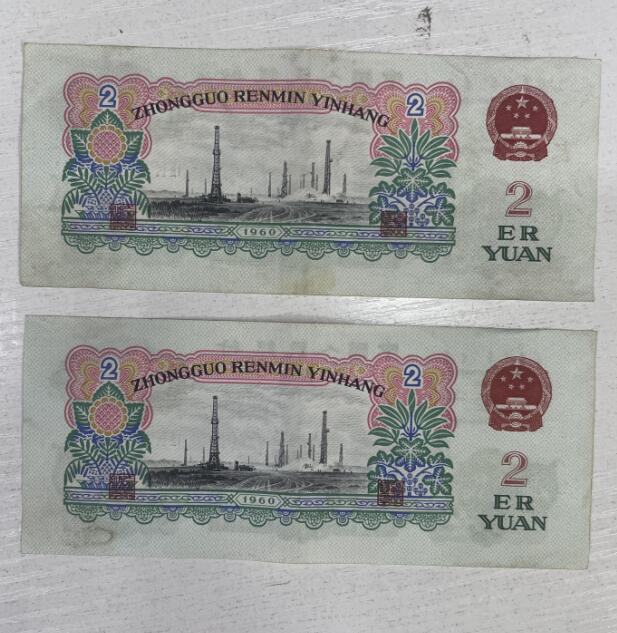 2 ZHONGGUO RENMIN YINHANG 2
2
ER
YUAN
1960
2 ZHONGGUO RENMIN YINHANG 2
2
ER
YUAN
1960